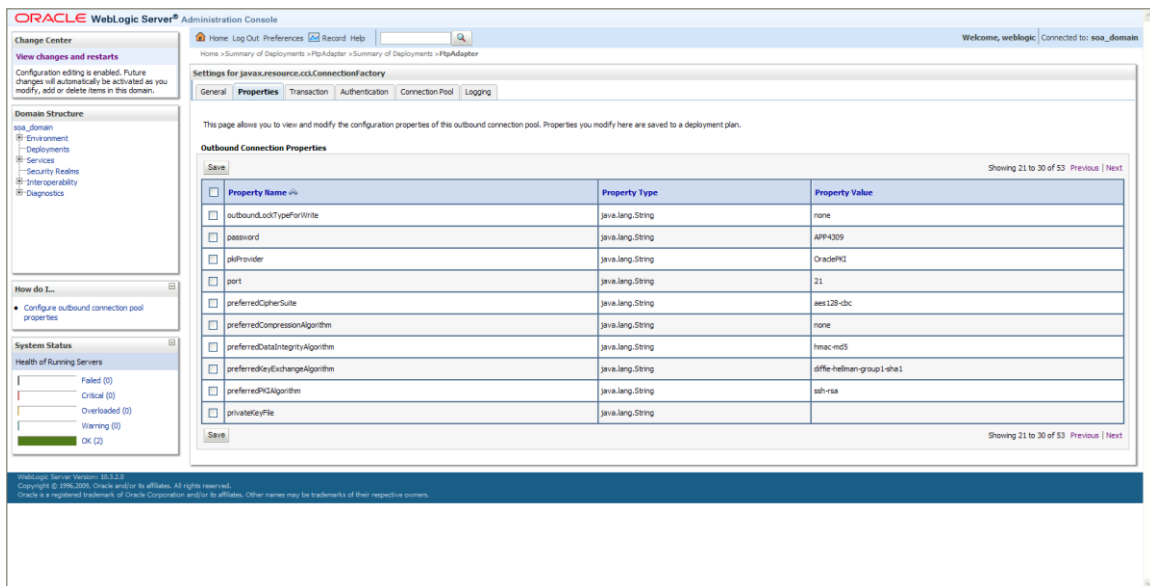 ORACLE WebLogic Server® Administration Console
Change Center
View changes and restarts
Configuration editing is enabled. Future
changes will automatically be activated as you
modify, add or delete items in this domain.
Domain Structure
soa_domain
Environment
Deployments
Services
Security Realms
Interoperability
Diagnostics
How do I...
Configure outbound connection pool
properties
System Status
Health of Running Servers
Failed (0)
Critical (0)
Overloaded (0)
Warning (0)
OK (2)
Home Log Out Preferences Record Help
Welcome, weblogic Connected to: soa_domain
Home >Summary of Deployments >FtpAdapter >Summary of Deployments >FtpAdapter
Settings for javax.resource.cci.ConnectionFactory
General Properties Transaction Authentication Connection Pool Logging
This page allows you to view and modify the configuration properties of this outbound connection pool. Properties you modify here are saved to a deployment plan.
Outbound Connection Properties
Save Showing 21 to 30 of 53 Previous | Next
Property Name Property Type Property Value
outboundLockTypeForWrite java.lang.String none
password java.lang.String APP4309
pkiProvider java.lang.String OraclePKI
port java.lang.String 21
preferredCipherSuite java.lang.String aes128-cbc
preferredCompressionAlgorithm java.lang.String none
preferredDataIntegrityAlgorithm java.lang.String hmac-md5
preferredKeyExchangeAlgorithm java.lang.String diffie-hellman-group1-sha1
preferredPKIAlgorithm java.lang.String ssh-rsa
privateKeyFile java.lang.String
Save Showing 21 to 30 of 53 Previous | Next
WebLogic Server Version: 10.3.2.0
Copyright © 1996,2009, Oracle and/or its affiliates. All rights reserved.
Oracle is a registered trademark of Oracle Corporation and/or its affiliates. Other names may be trademarks of their respective owners.